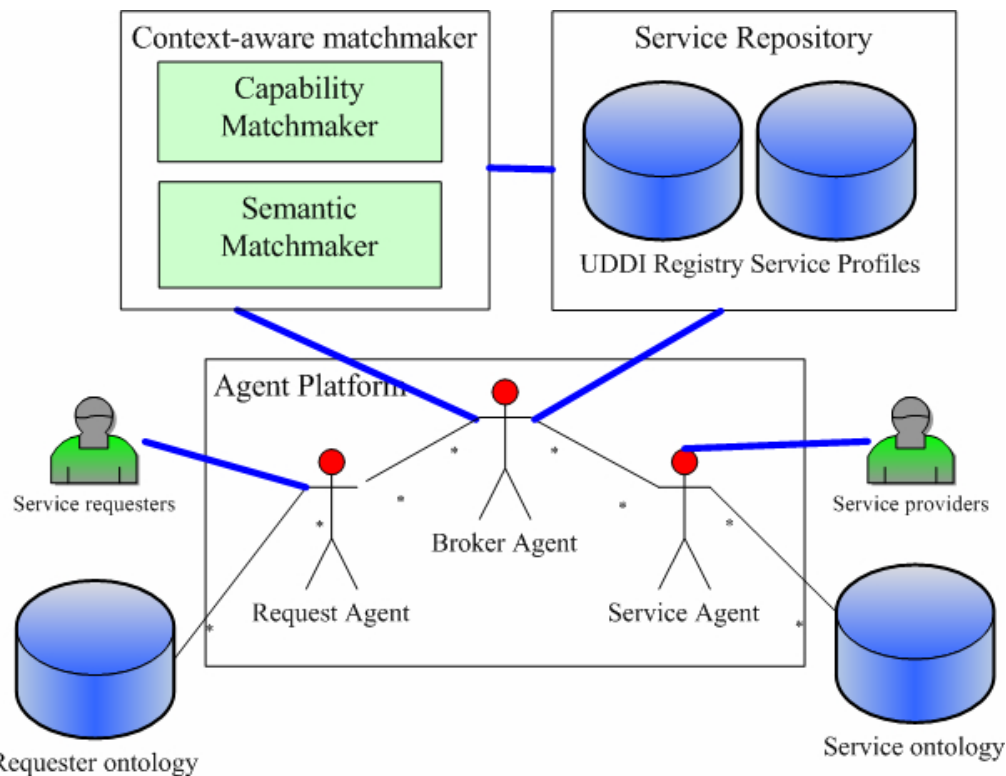 Context-aware matchmaker
Capability
Matchmaker
Semantic
Matchmaker
Service Repository
UDDI Registry Service Profiles
Agent Platform
Service requesters
Service providers
*
*
*
*
*
*
*
*
Broker Agent
Request Agent
Service Agent
Requester ontology
Service ontology